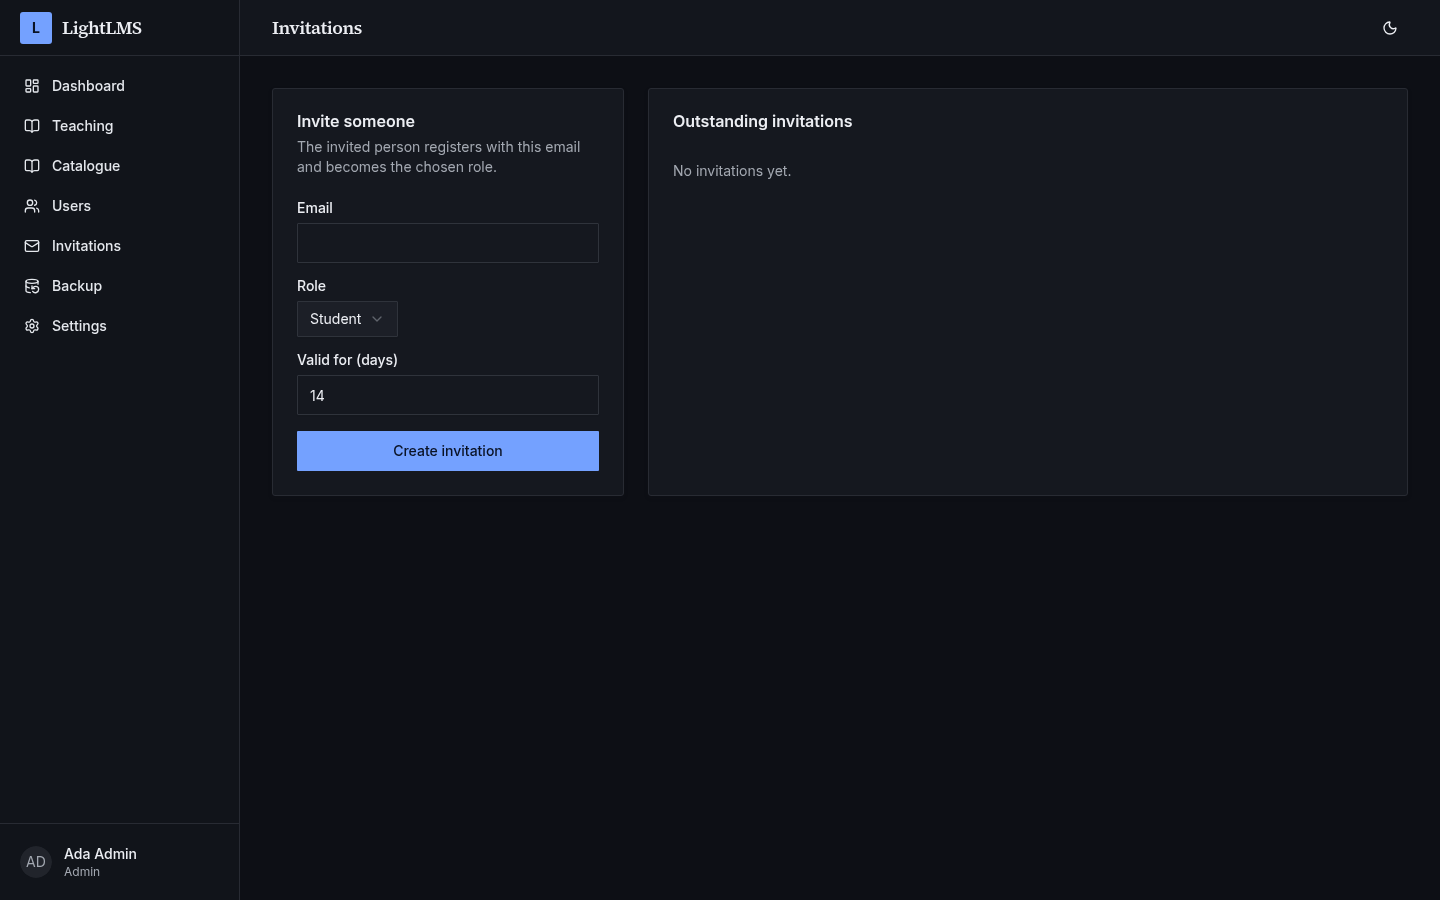 L
LightLMS
Invitations
Dashboard
Teaching
Catalogue
Users
Invitations
Backup
Settings
Invite someone
The invited person registers with this email
and becomes the chosen role.
Email
Role
Student
Valid for (days)
14
Create invitation
Outstanding invitations
No invitations yet.
AD
Ada Admin
Admin